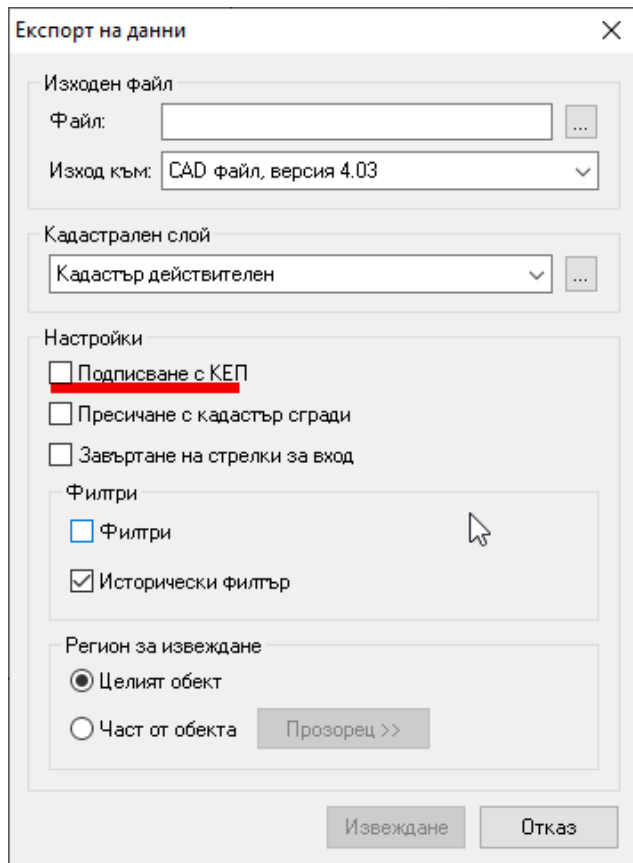 Експорт на данни
Изходен файл
Файл:
...
Изход към: CAD файл, версия 4.03
Кадастрален слой
Кадастър действителен
...
Настройки
Подписване с КЕП
Пресичане с кадастър сгради
Завъртане на стрелки за вход
Филтри
Филтри
Исторически филтър
Регион за извеждане
Целият обект
Част от обекта Прозорец >>
Извеждане Отказ